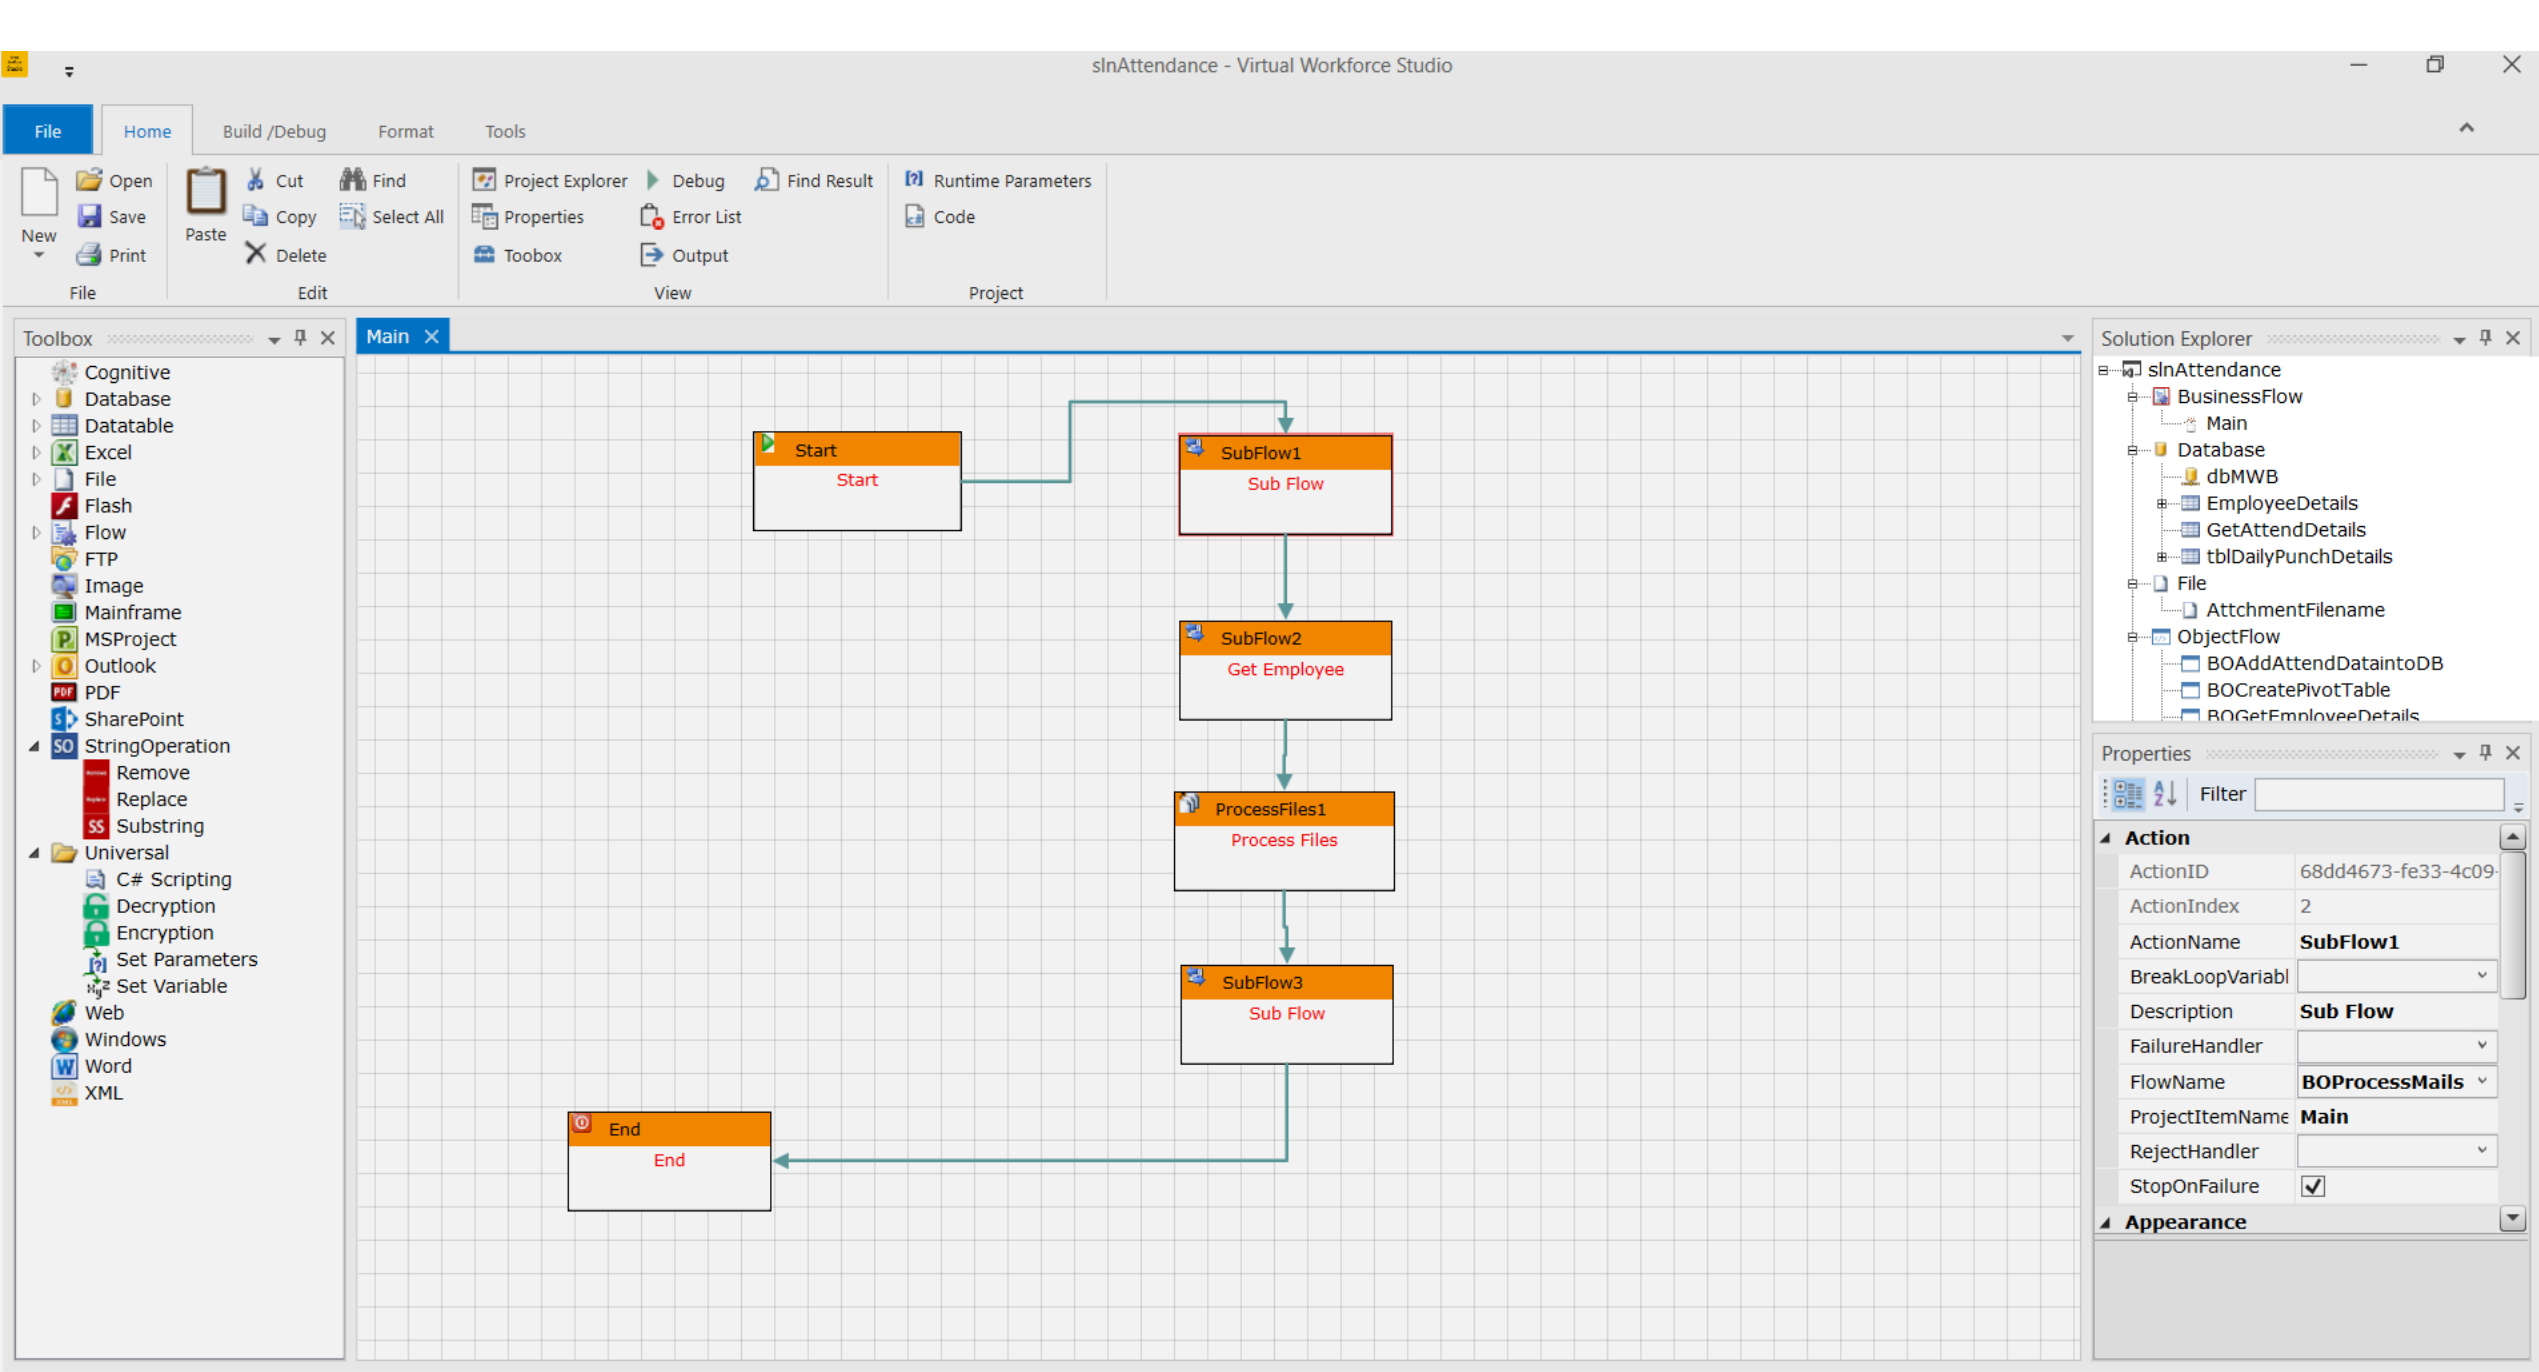 slnAttendance - Virtual Workforce Studio
File Home Build /Debug Format Tools
New
Open
Save
Print
File
Paste
Cut
Copy
Delete
Find
Select All
Edit
Project Explorer
Properties
Toobox
Debug
Error List
Output
Find Result
View
Runtime Parameters
Code
Project
Toolbox
Cognitive
Database
Datatable
Excel
File
Flash
Flow
FTP
Image
Mainframe
MSProject
Outlook
PDF
SharePoint
StringOperation
Remove
Replace
Substring
Universal
C# Scripting
Decryption
Encryption
Set Parameters
Set Variable
Web
Windows
Word
XML
Main
Start
Start
SubFlow1
Sub Flow
SubFlow2
Get Employee
ProcessFiles1
Process Files
SubFlow3
Sub Flow
End
End
Solution Explorer
slnAttendance
BusinessFlow
Main
Database
dbMWB
EmployeeDetails
GetAttendDetails
tblDailyPunchDetails
File
AttchmentFilename
ObjectFlow
BOAddAttendDataintoDB
BOCreatePivotTable
BOGetEmployeeDetails
Properties
Filter
Action
ActionID 68dd4673-fe33-4c09-
ActionIndex 2
ActionName SubFlow1
BreakLoopVariabl
Description Sub Flow
FailureHandler
FlowName BOProcessMails
ProjectItemName Main
RejectHandler
StopOnFailure
Appearance